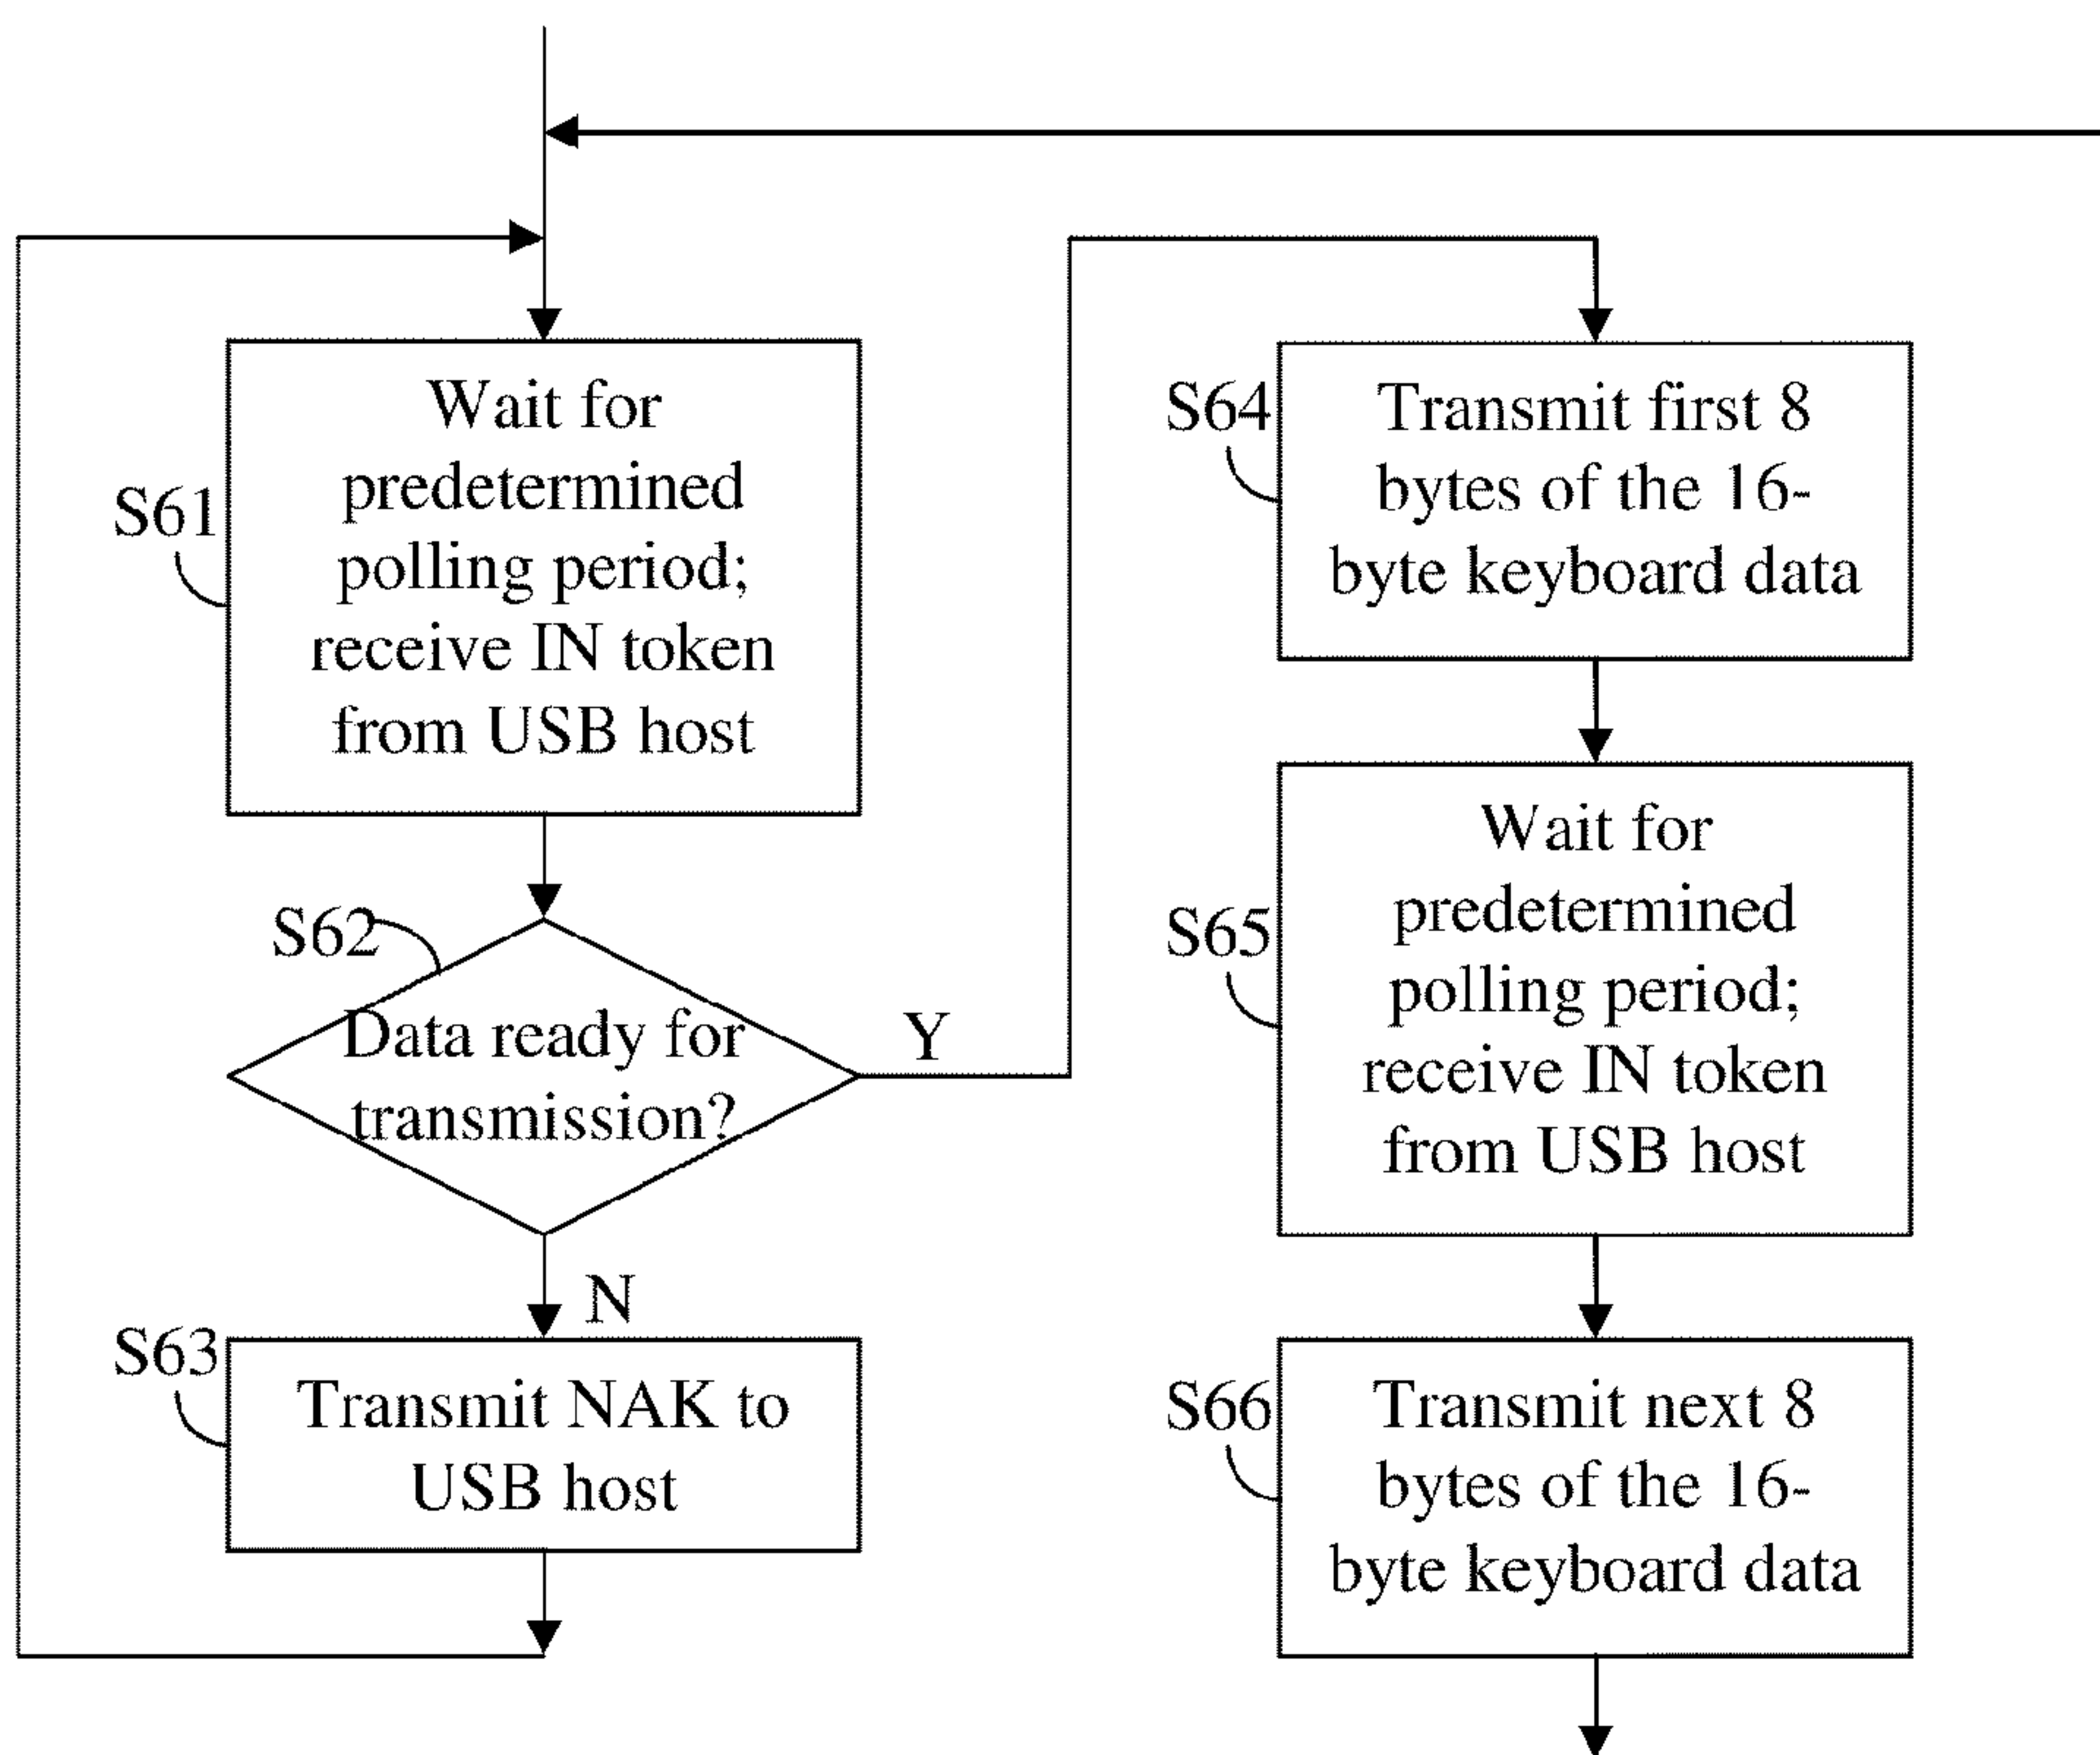 S61
Wait for
predetermined
polling period;
receive IN token
from USB host
S62
Data ready for
transmission?
Y
N
S63
Transmit NAK to
USB host
S64
Transmit first 8
bytes of the 16-
byte keyboard data
S65
Wait for
predetermined
polling period;
receive IN token
from USB host
S66
Transmit next 8
bytes of the 16-
byte keyboard data